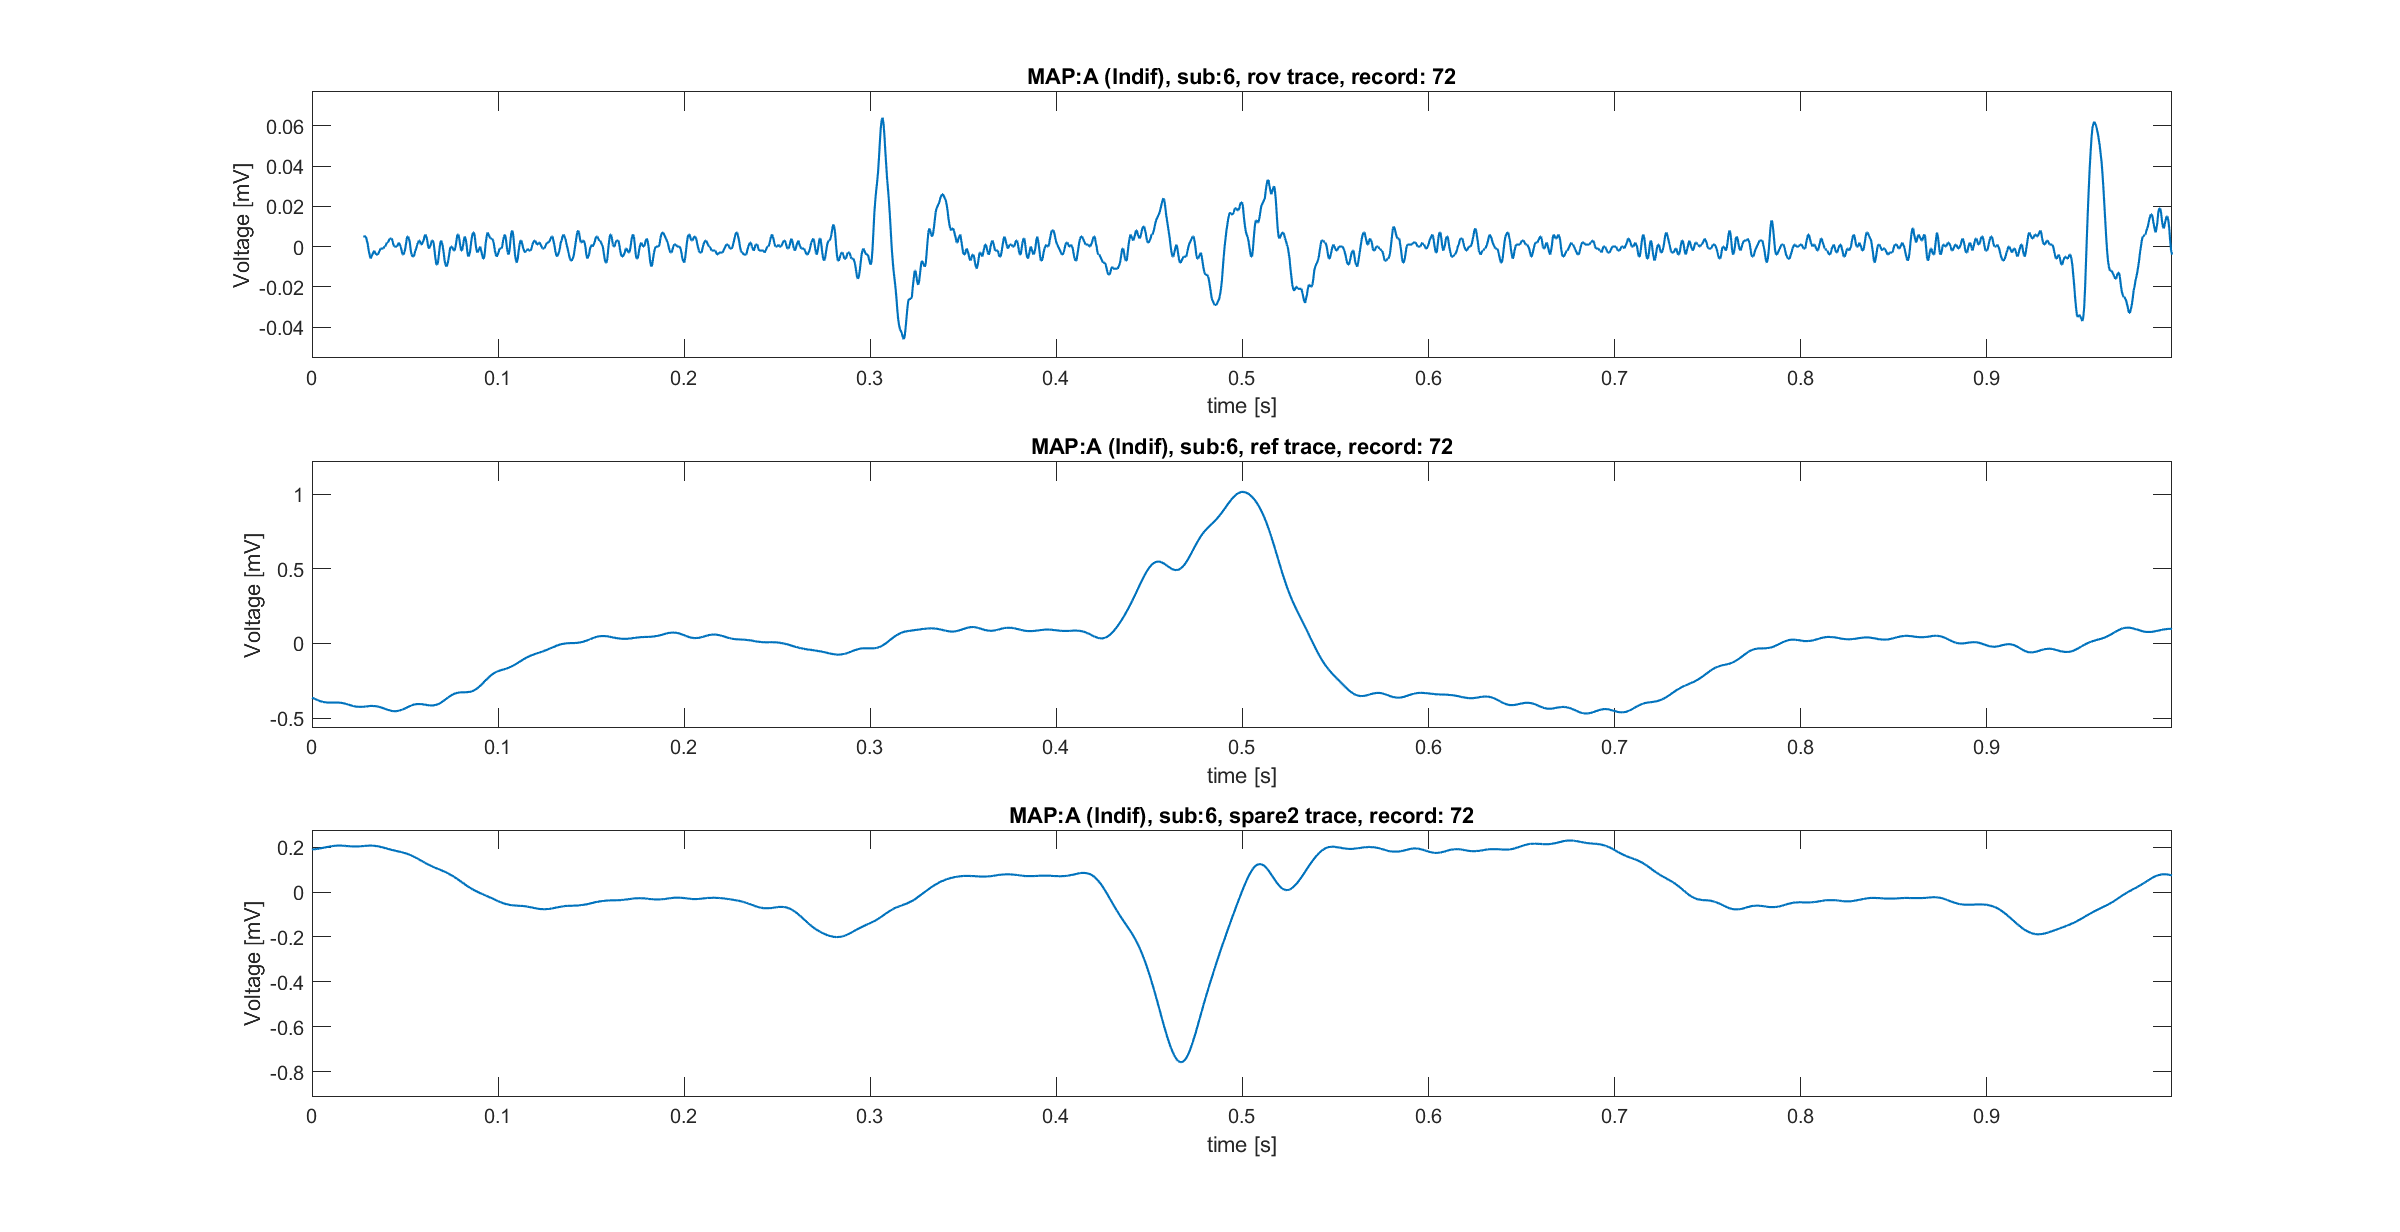 MAP:A (Indif), sub:6, rov trace, record: 72
0.06
0.04
0.02
0
-0.02
-0.04
Voltage [mV]
0 0.1 0.2 0.3 0.4 0.5 0.6 0.7 0.8 0.9
time [s]
MAP:A (Indif), sub:6, ref trace, record: 72
1
0.5
0
-0.5
Voltage [mV]
0 0.1 0.2 0.3 0.4 0.5 0.6 0.7 0.8 0.9
time [s]
MAP:A (Indif), sub:6, spare2 trace, record: 72
0.2
0
-0.2
-0.4
-0.6
-0.8
Voltage [mV]
0 0.1 0.2 0.3 0.4 0.5 0.6 0.7 0.8 0.9
time [s]